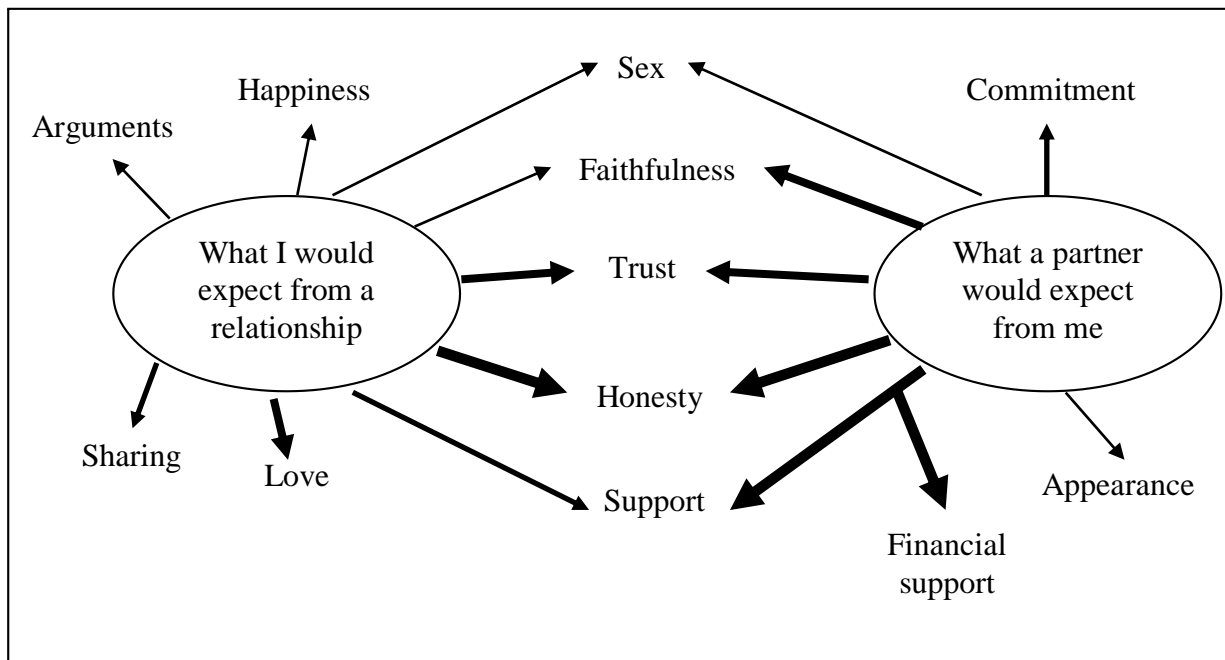 Sex
Happiness
Commitment
Arguments
Faithfulness
What I would
expect from a
relationship
Trust
What a partner
would expect
from me
Honesty
Sharing
Love
Support
Appearance
Financial
support